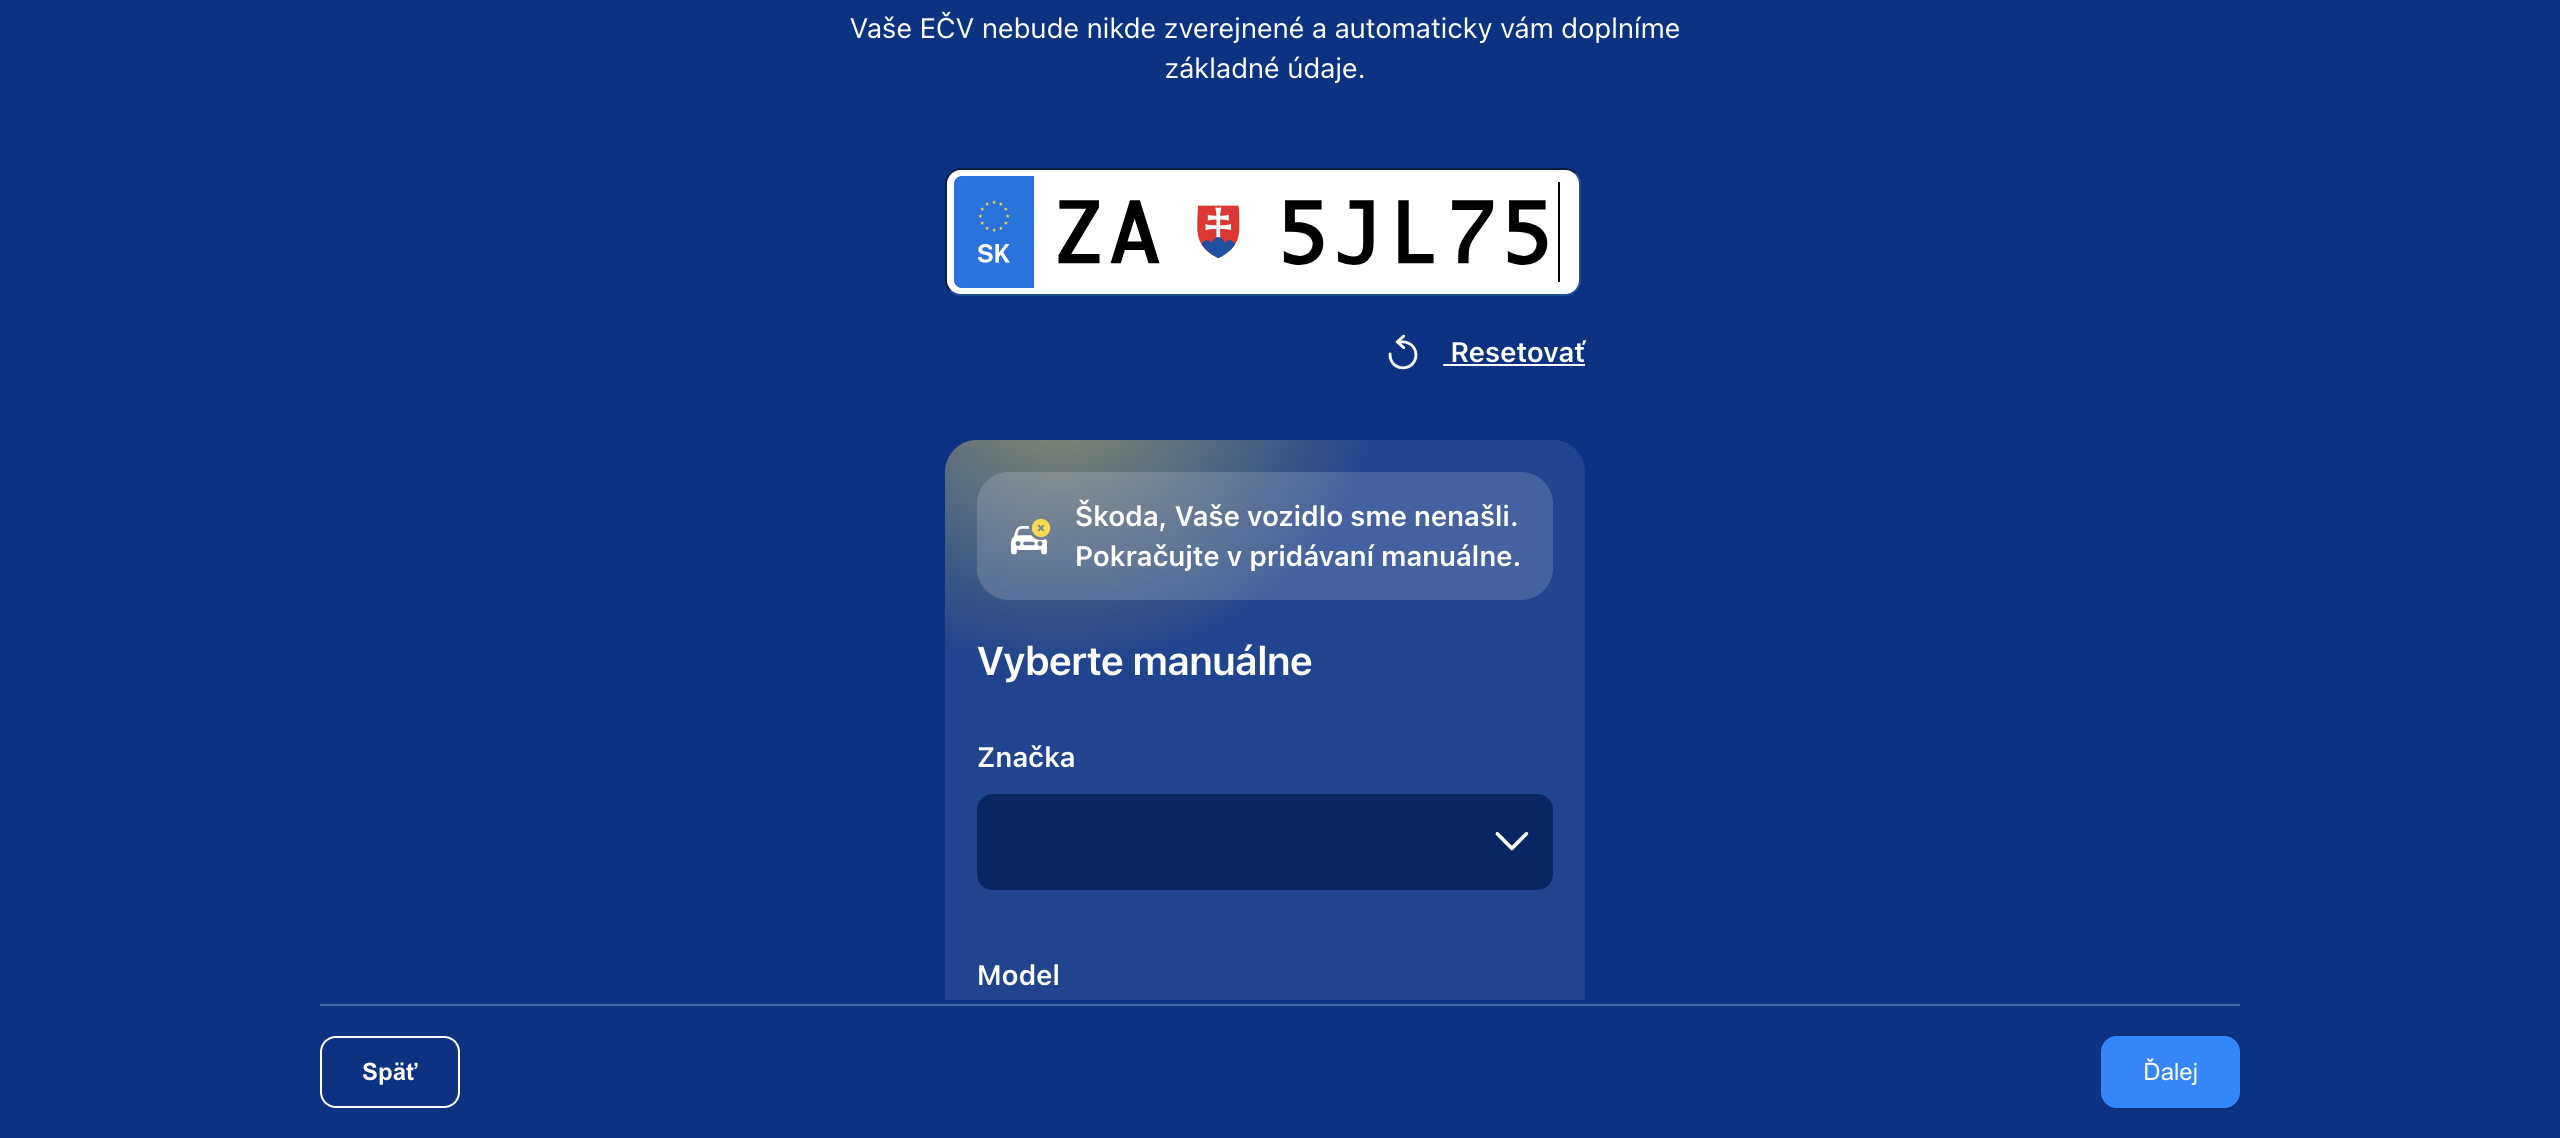 Vaše EČV nebude nikde zverejnené a automaticky vám doplníme
základné údaje.
SK
ZA 5JL75
Resetovať
Škoda, Vaše vozidlo sme nenašli.
Pokračujte v pridávaní manuálne.
Vyberte manuálne
Značka
Model
Späť
Ďalej